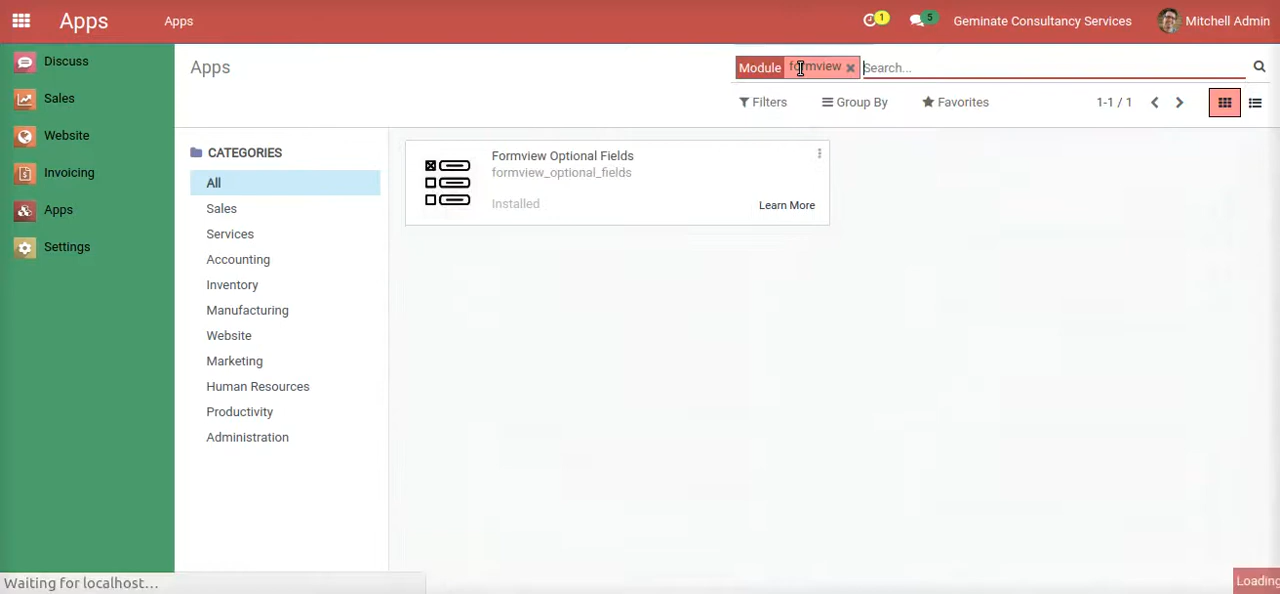 Apps
Apps
1
5
Geminate Consultancy Services
Mitchell Admin
Discuss
Sales
Website
Invoicing
Apps
Settings
Apps
Module
formview
Search...
Filters
Group By
Favorites
1-1 / 1
CATEGORIES
All
Sales
Services
Accounting
Inventory
Manufacturing
Website
Marketing
Human Resources
Productivity
Administration
Formview Optional Fields
formview_optional_fields
Installed
Learn More
Waiting for localhost...
Loading